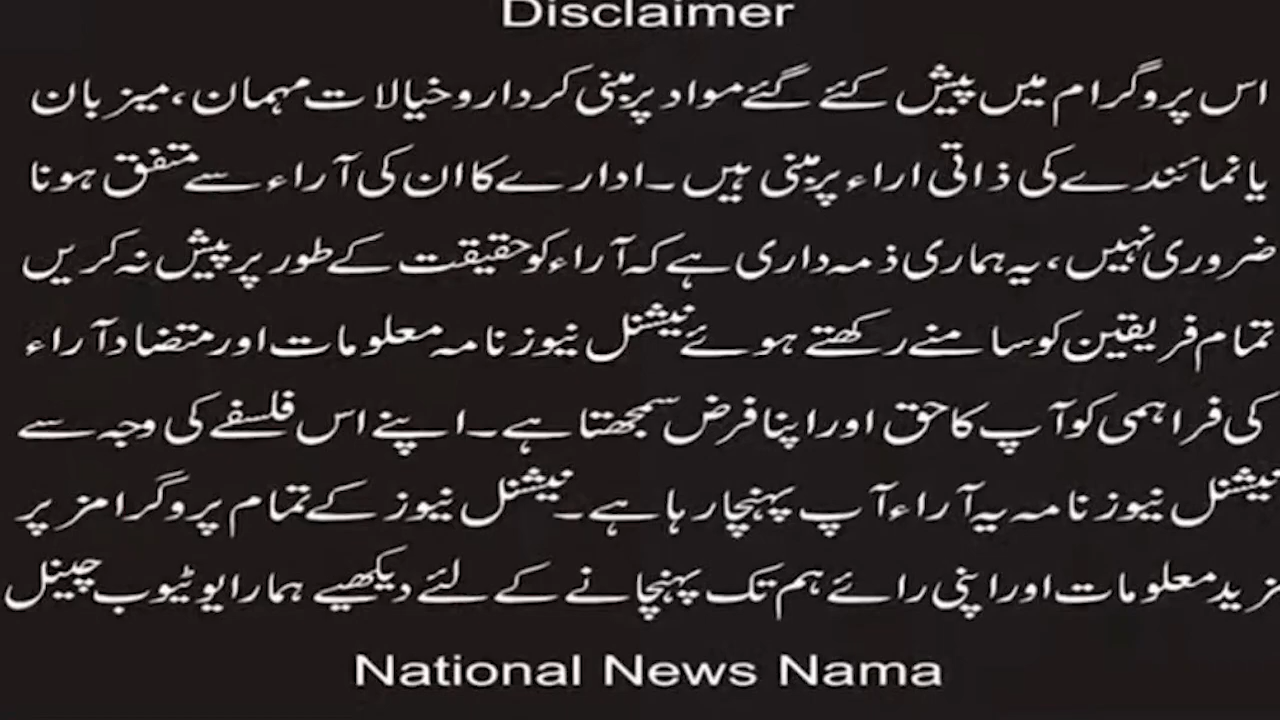 Disclaimer
اس پروگرام میں پیش کئے گئے مواد پر مبنی کردار و خیالات مہمان، میزبان
یا نمائندے کی ذاتی اراء پر مبنی ہیں۔ ادارے کا ان کی آراء سے متفق ہونا
ضروری نہیں، یہ ہماری ذمہ داری ہے کہ آراء کو حقیقت کے طور پر پیش نہ کریں
تمام فریقین کو سامنے رکھتے ہوئے نیشنل نیوز نامہ معلومات اور متضاد آراء
کی فراہمی کو آپ کا حق اور اپنا فرض سمجھتا ہے۔ اپنے اس فلسفے کی وجہ سے
نیشنل نیوز نامہ یہ آراء آپ پہنچا رہا ہے۔ نیشنل نیوز کے تمام پروگرامز پر
مزید معلومات اور اپنی رائے ہم تک پہنچانے کے لئے دیکھیے ہمارا یوٹیوب چینل
National News Nama